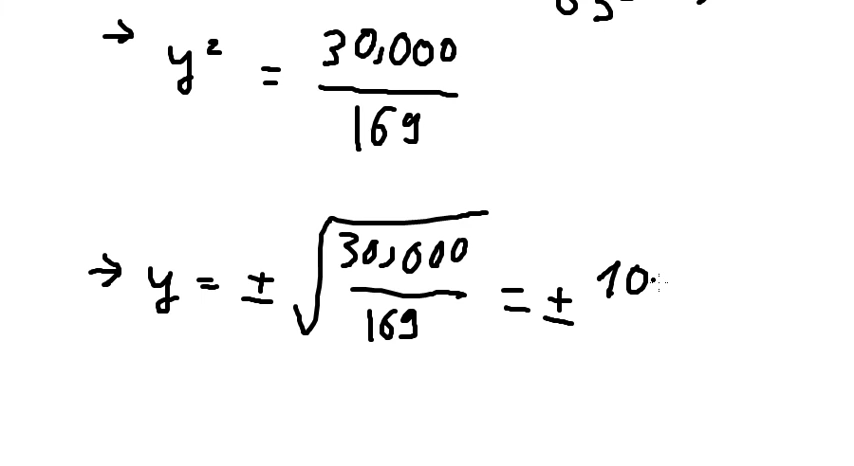 → y² = 30,000/169
→ y = ± √(30,000/169) = ± 10